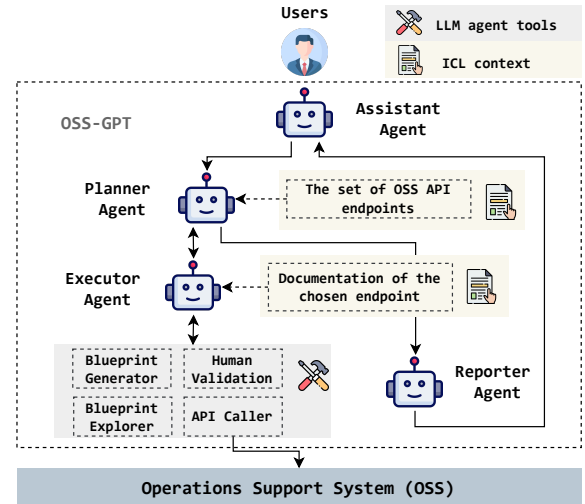 Users
LLM agent tools
ICL context
OSS-GPT
Assistant
Agent
Planner
Agent
The set of OSS API
endpoints
Executor
Agent
Documentation of the
chosen endpoint
Blueprint
Generator
Human
Validation
Blueprint
Explorer
API Caller
Reporter
Agent
Operations Support System (OSS)